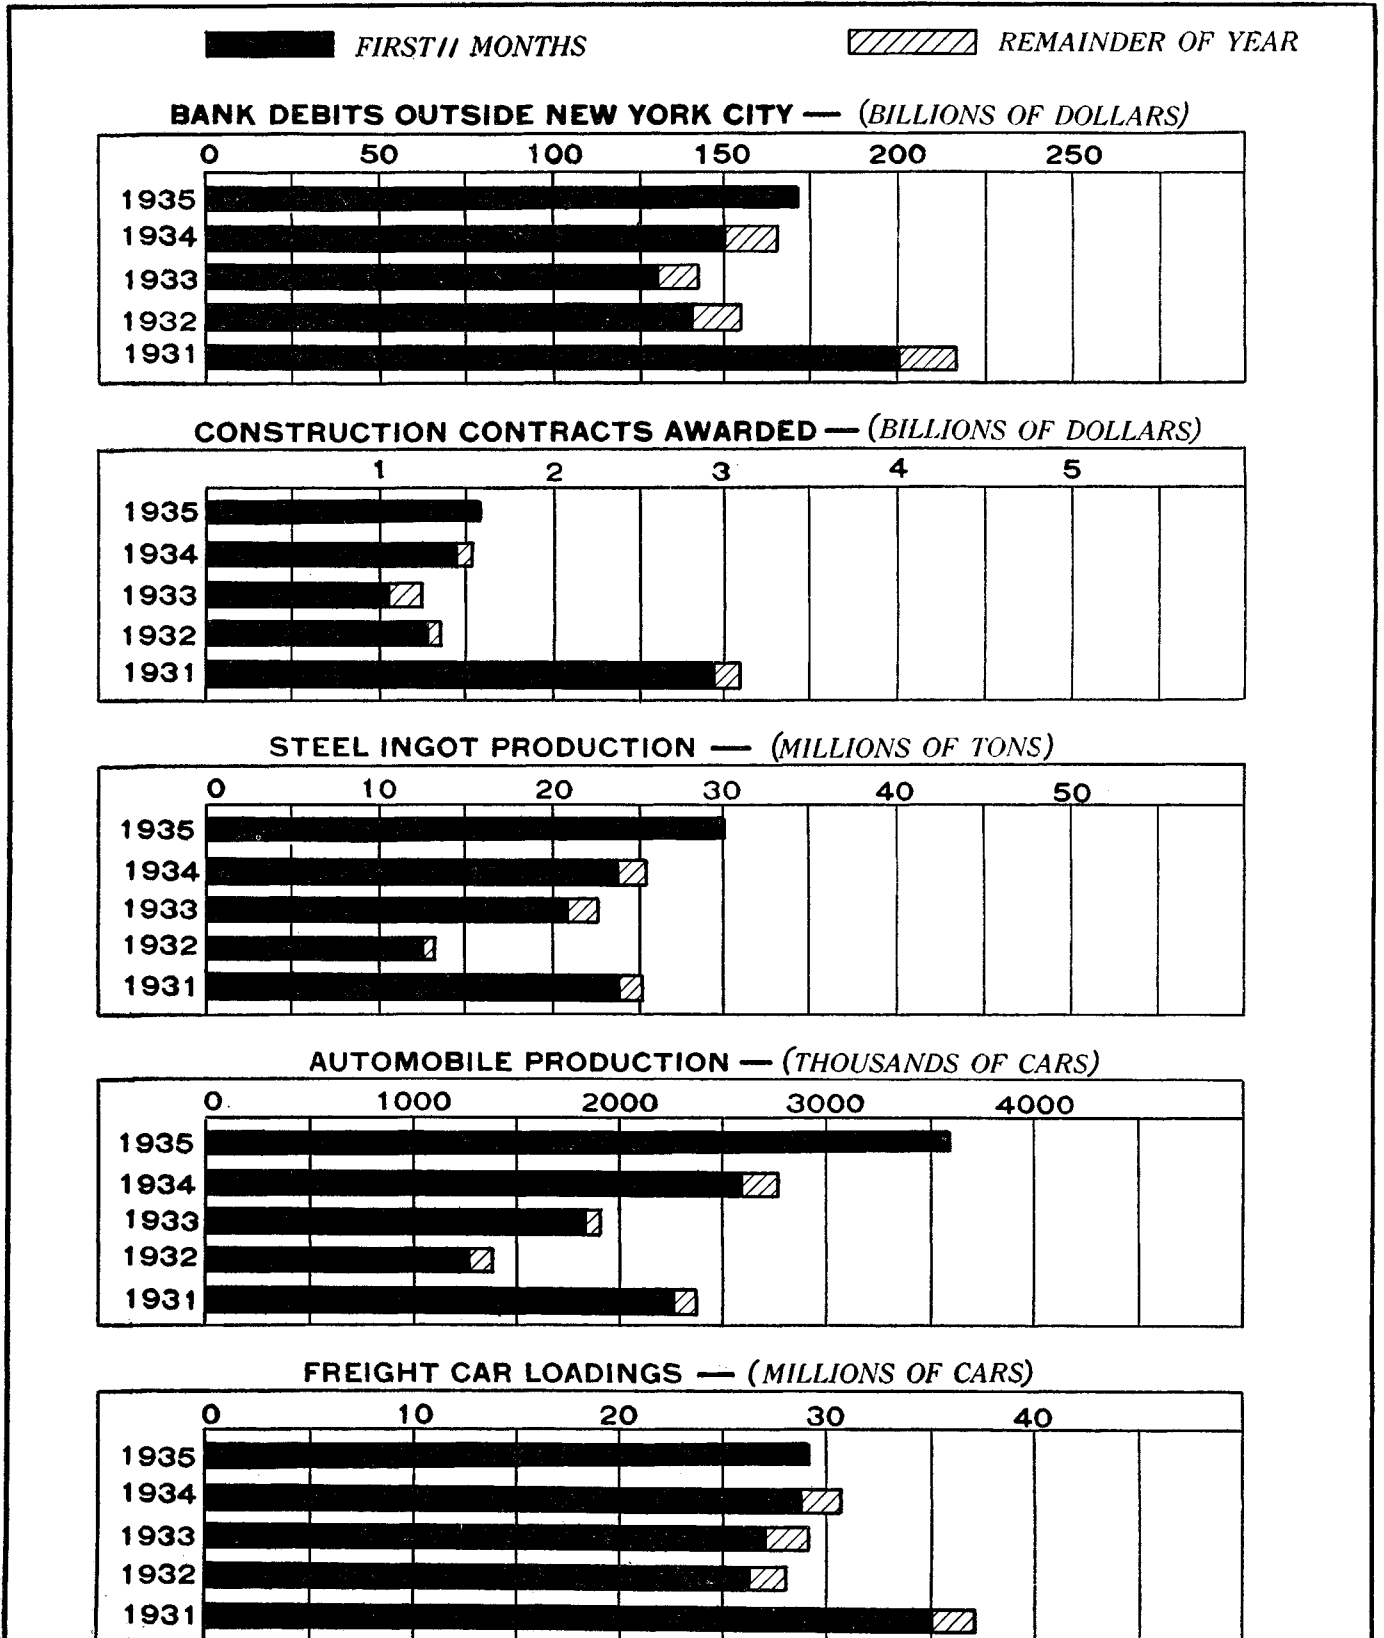 FIRST 11 MONTHS REMAINDER OF YEAR
BANK DEBITS OUTSIDE NEW YORK CITY — (BILLIONS OF DOLLARS)
0 50 100 150 200 250
1935
1934
1933
1932
1931
CONSTRUCTION CONTRACTS AWARDED — (BILLIONS OF DOLLARS)
1 2 3 4 5
1935
1934
1933
1932
1931
STEEL INGOT PRODUCTION — (MILLIONS OF TONS)
0 10 20 30 40 50
1935
1934
1933
1932
1931
AUTOMOBILE PRODUCTION — (THOUSANDS OF CARS)
0 1000 2000 3000 4000
1935
1934
1933
1932
1931
FREIGHT CAR LOADINGS — (MILLIONS OF CARS)
0 10 20 30 40
1935
1934
1933
1932
1931